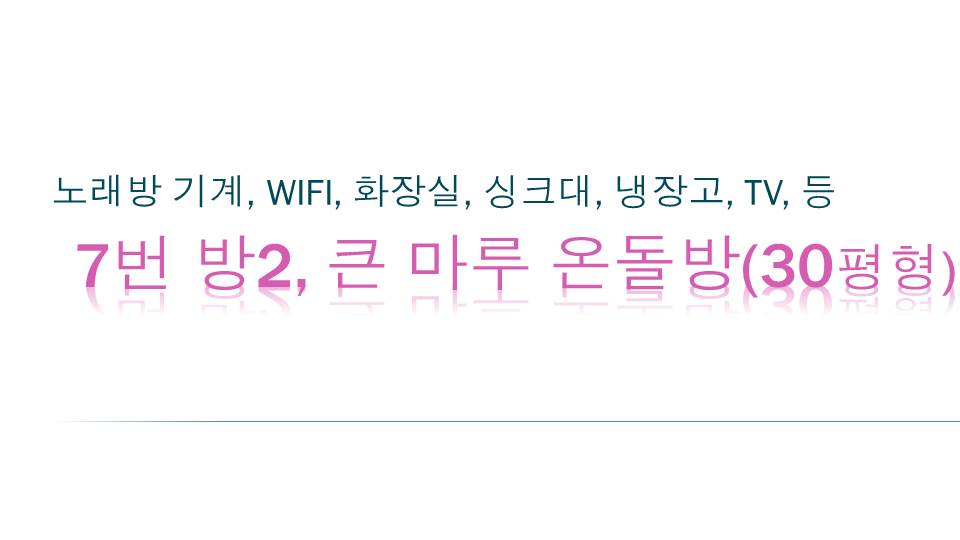 노래방 기계, WIFI, 화장실, 싱크대, 냉장고, TV, 등
7번 방2, 큰 마루 온돌방(30평형)